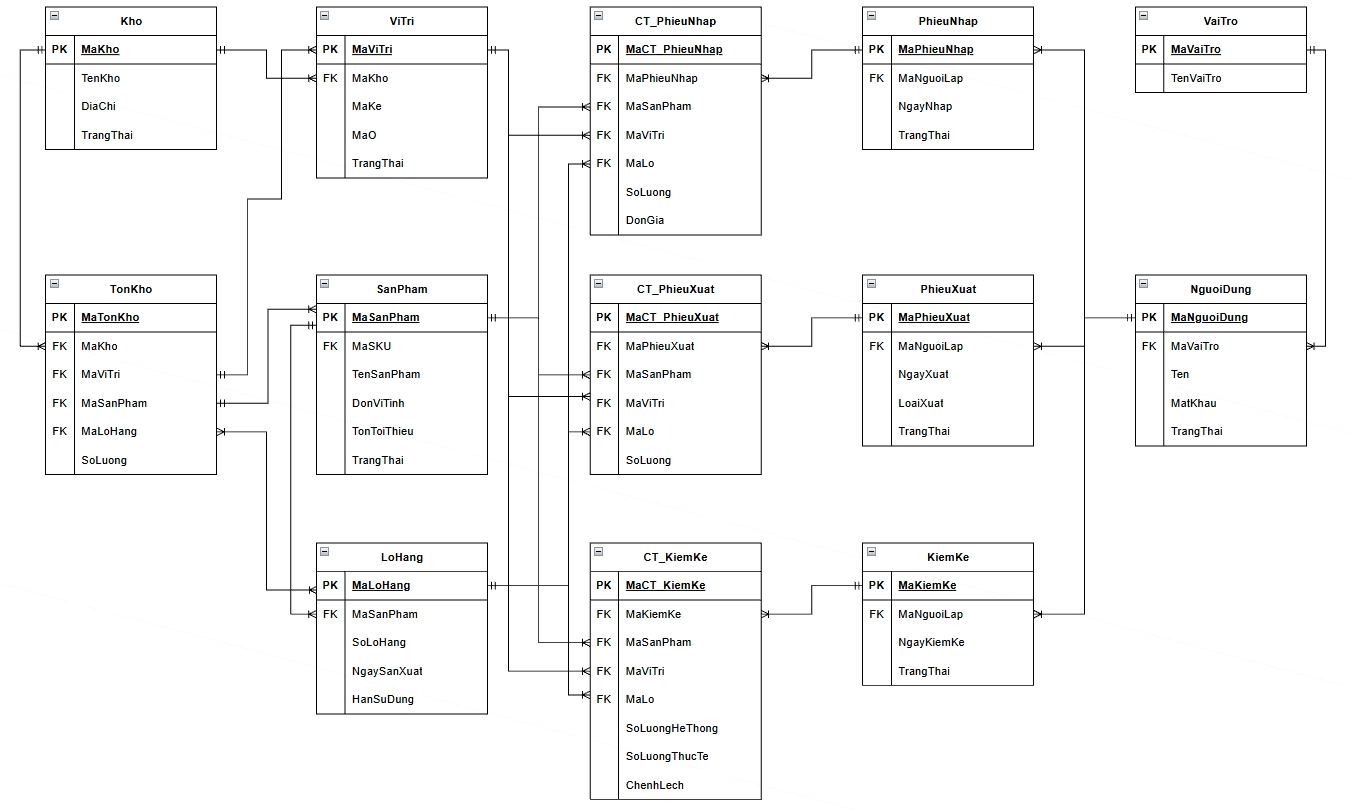 Kho
PK MaKho
TenKho
DiaChi
TrangThai
ViTri
PK MaViTri
FK MaKho
MaKe
MaO
TrangThai
CT_PhieuNhap
PK MaCT_PhieuNhap
FK MaPhieuNhap
FK MaSanPham
FK MaViTri
FK MaLo
SoLuong
DonGia
PhieuNhap
PK MaPhieuNhap
FK MaNguoiLap
NgayNhap
TrangThai
VaiTro
PK MaVaiTro
TenVaiTro
TonKho
PK MaTonKho
FK MaKho
FK MaViTri
FK MaSanPham
FK MaLoHang
SoLuong
SanPham
PK MaSanPham
FK MaSKU
TenSanPham
DonViTinh
TonToiThieu
TrangThai
CT_PhieuXuat
PK MaCT_PhieuXuat
FK MaPhieuXuat
FK MaSanPham
FK MaViTri
FK MaLo
SoLuong
PhieuXuat
PK MaPhieuXuat
FK MaNguoiLap
NgayXuat
LoaiXuat
TrangThai
NguoiDung
PK MaNguoiDung
FK MaVaiTro
Ten
MatKhau
TrangThai
LoHang
PK MaLoHang
FK MaSanPham
SoLoHang
NgaySanXuat
HanSuDung
CT_KiemKe
PK MaCT_KiemKe
FK MaKiemKe
FK MaSanPham
FK MaViTri
FK MaLo
SoLuongHeThong
SoLuongThucTe
ChenhLech
KiemKe
PK MaKiemKe
FK MaNguoiLap
NgayKiemKe
TrangThai